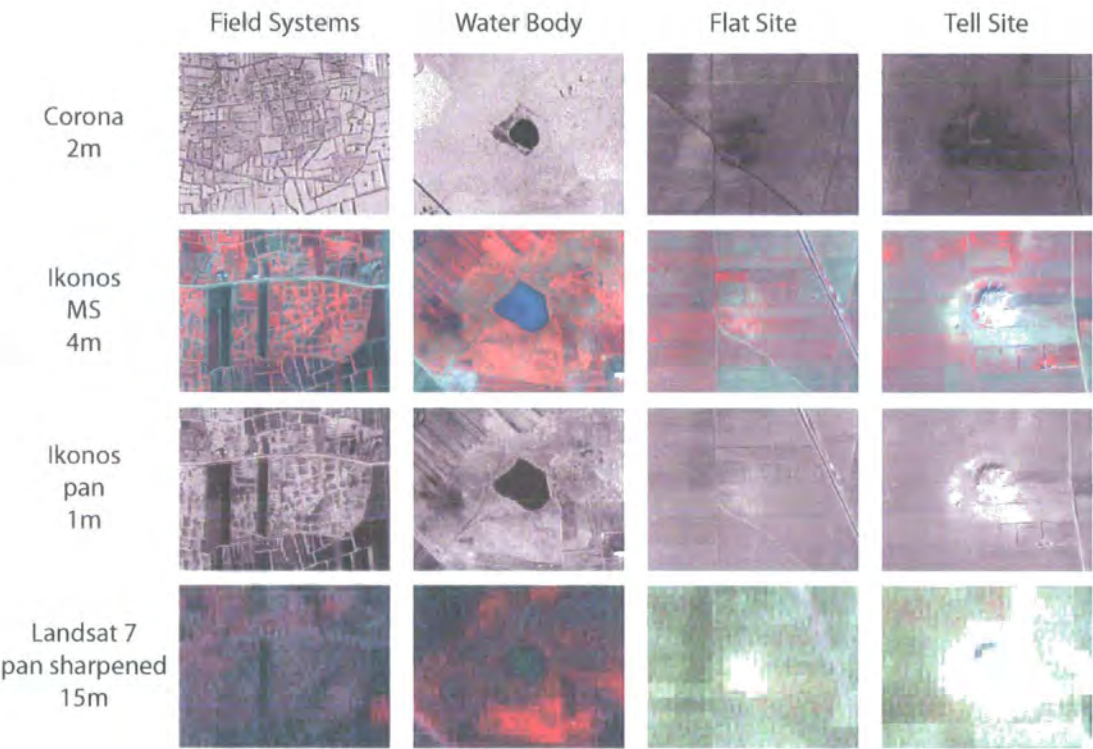 Field Systems Water Body Flat Site Tell Site
Corona
2m
Ikonos
MS
4m
Ikonos
pan
1m
Landsat 7
pan sharpened
15m